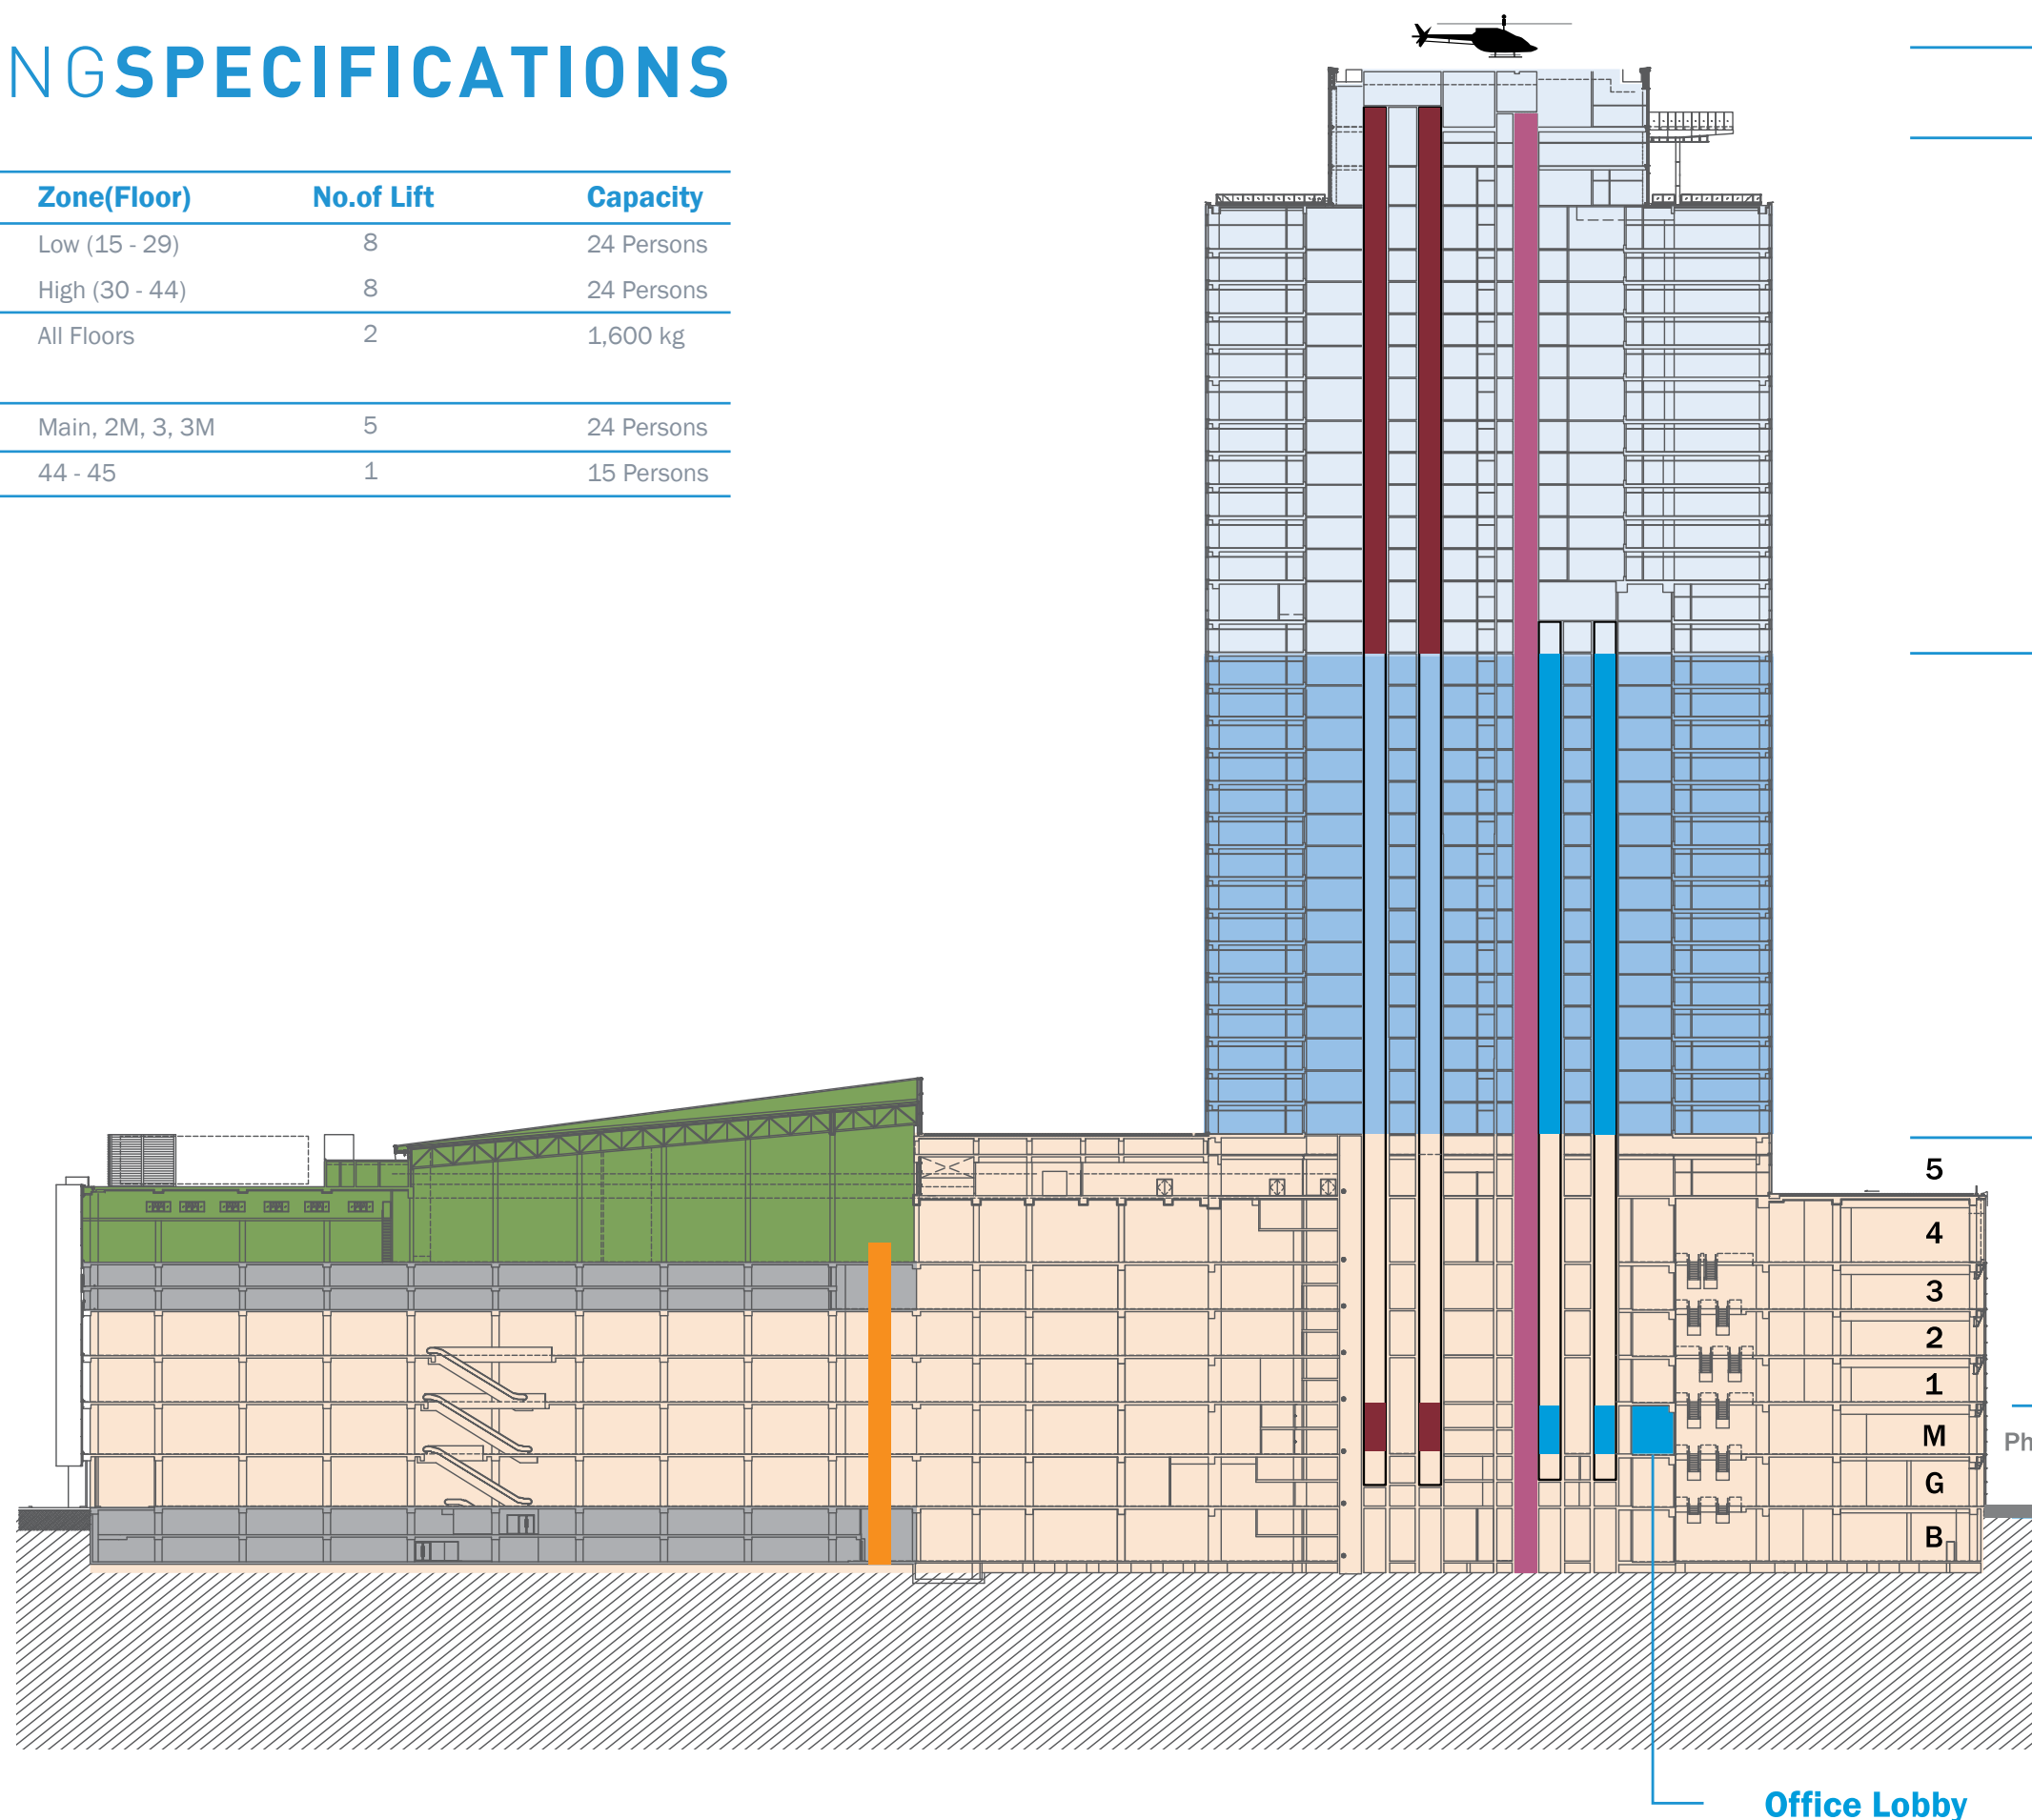 NGSPECIFICATIONS
Zone(Floor) No.of Lift Capacity
Low (15 - 29) 8 24 Persons
High (30 - 44) 8 24 Persons
All Floors 2 1,600 kg
Main, 2M, 3, 3M 5 24 Persons
44 - 45 1 15 Persons
5
4
3
2
1
M
Ph
G
B
Office Lobby